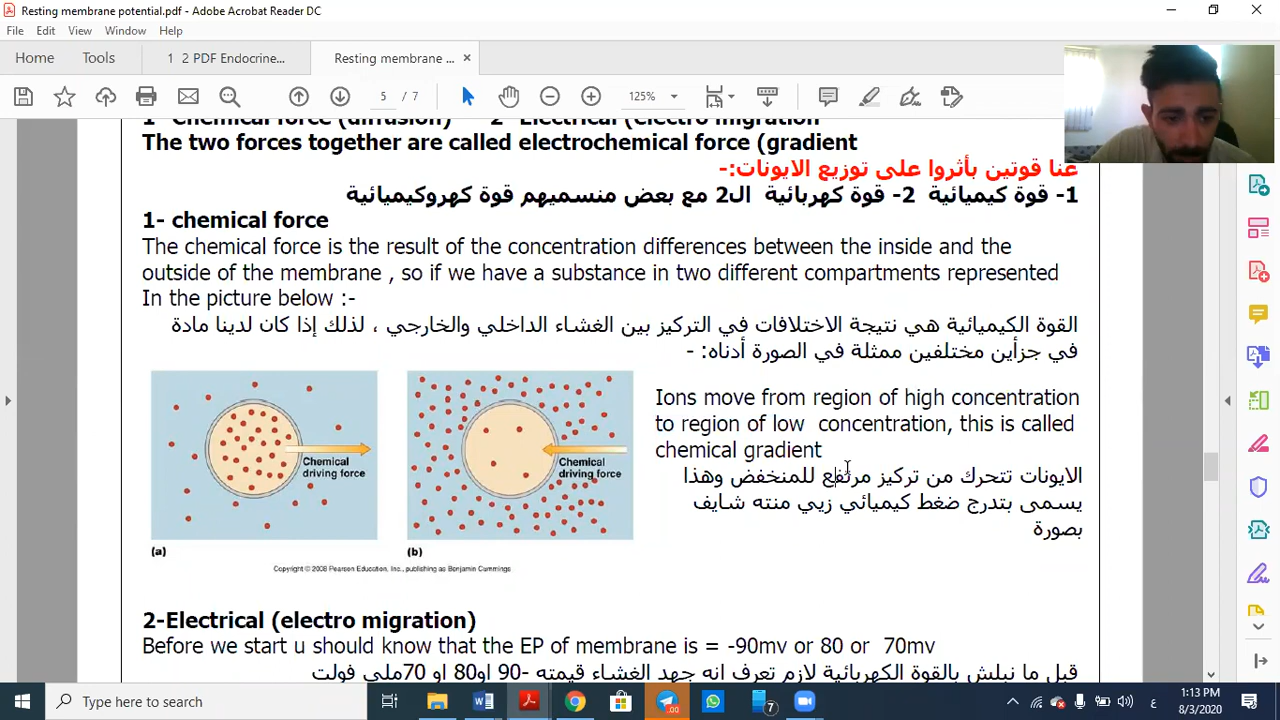 Resting membrane potential.pdf - Adobe Acrobat Reader DC
File Edit View Window Help
Home Tools 1 2 PDF Endocrine... Resting membrane ... ×
5 / 7 125%
1- Chemical force (diffusion) 2- Electrical (electro migration
The two forces together are called electrochemical force (gradient
عنا قوتين بأثروا على توزيع الايونات:-
1- قوة كيميائية 2- قوة كهربائية ال2 مع بعض منسميهم قوة كهروكيميائية
1- chemical force
The chemical force is the result of the concentration differences between the inside and the
outside of the membrane , so if we have a substance in two different compartments represented
In the picture below :-
القوة الكيميائية هي نتيجة الاختلافات في التركيز بين الغشاء الداخلي والخارجي ، لذلك إذا كان لدينا مادة
في جزأين مختلفين ممثلة في الصورة أدناه: -
Chemical
driving force
(a)
Chemical
driving force
(b)
Copyright © 2008 Pearson Education, Inc., publishing as Benjamin Cummings
Ions move from region of high concentration
to region of low concentration, this is called
chemical gradient
الايونات تتحرك من تركيز مرتفع للمنخفض وهذا
يسمى بتدرج ضغط كيميائي زيي منته شايف
بصورة
2-Electrical (electro migration)
Before we start u should know that the EP of membrane is = -90mv or 80 or 70mv
قبل ما نبلش بالقوة الكهربائية لازم تعرف انه جهد الغشاء قيمته -90 او80 او 70ملي فولت
Type here to search
7
ع
1:13 PM
8/3/2020